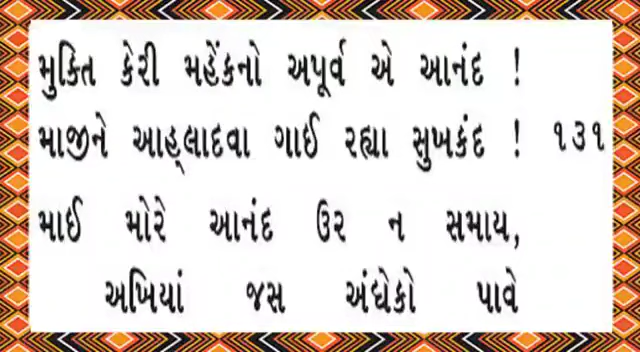 મુકિત કેરી મહેંકનો અપૂર્વ એ આનંદ !
માજીને આહ્‌લાદવા ગાઈ રહ્યા સુખકંદ ! ૧૩૧
માઈ મોરે આનંદ ઉર ન સમાય,
અખિયાં જસ અંધેકો પાવે